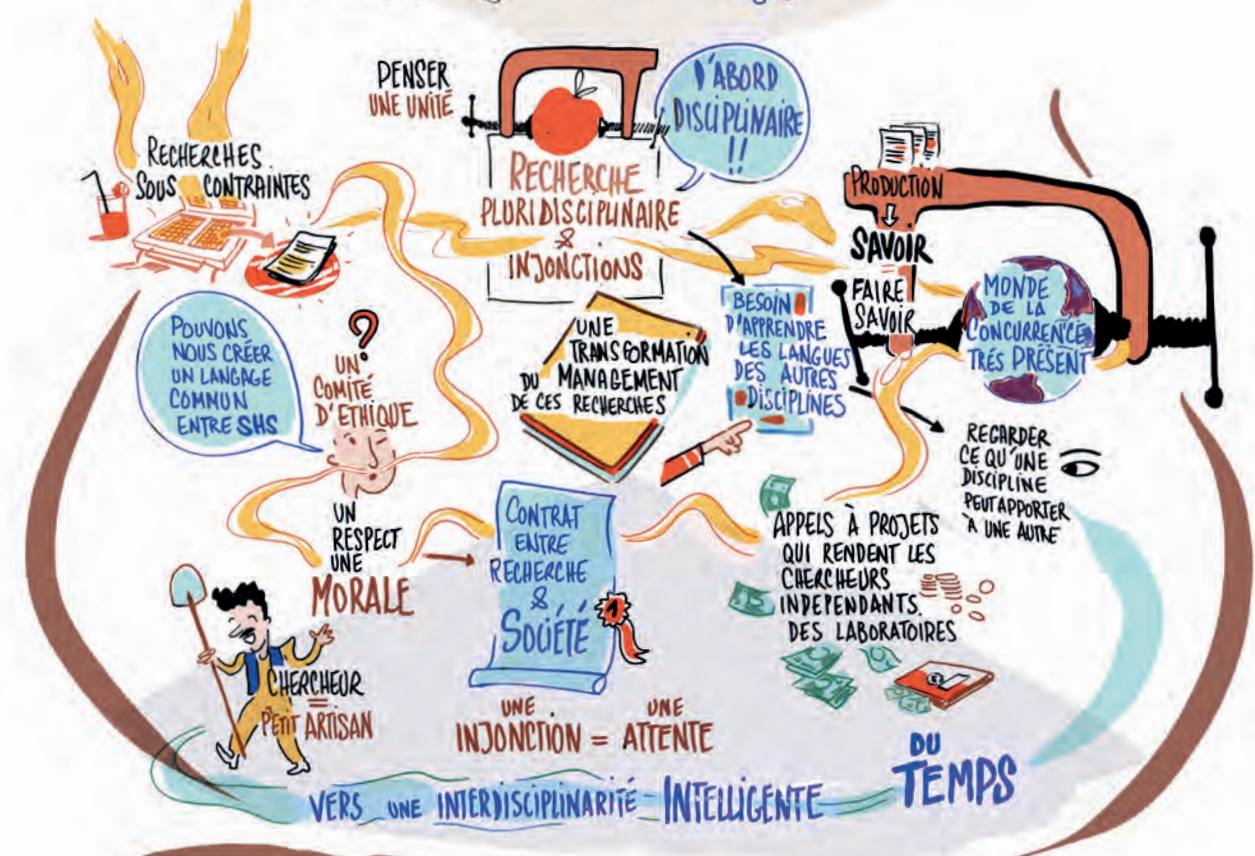 PENSER
UNE UNITÉ
D'ABORD
DISCIPLINAIRE
!!
RECHERCHES
SOUS CONTRAINTES
RECHERCHE
PLURIDISCIPLINAIRE
&
INJONCTIONS
PRODUCTION
SAVOIR
FAIRE
SAVOIR
MONDE
DE LA
CONCURRENCE
TRÉS PRÉSENT
POUVONS
NOUS CRÉER
UN LANGAGE
COMMUN
ENTRE SHS
?
UN
COMITÉ
D'ETHIQUE
UNE
TRANSFORMATION
DU MANAGEMENT
DE CES RECHERCHES
BESOIN
D'APPRENDRE
LES LANGUES
DES AUTRES
DISCIPLINES
REGARDER
CE QU'UNE
DISCIPLINE
PEUT APPORTER
À UNE AUTRE
UN
RESPECT
UNE
MORALE
CONTRAT
ENTRE
RECHERCHE
&
SOCIÉTÉ
1
APPELS À PROJETS
QUI RENDENT LES
CHERCHEURS
INDEPENDANTS.
DES LABORATOIRES
CHERCHEUR
=
PETIT ARTISAN
UNE INJONCTION = UNE ATTENTE
DU
TEMPS
VERS UNE INTERDISCIPLINARITÉ INTELLIGENTE